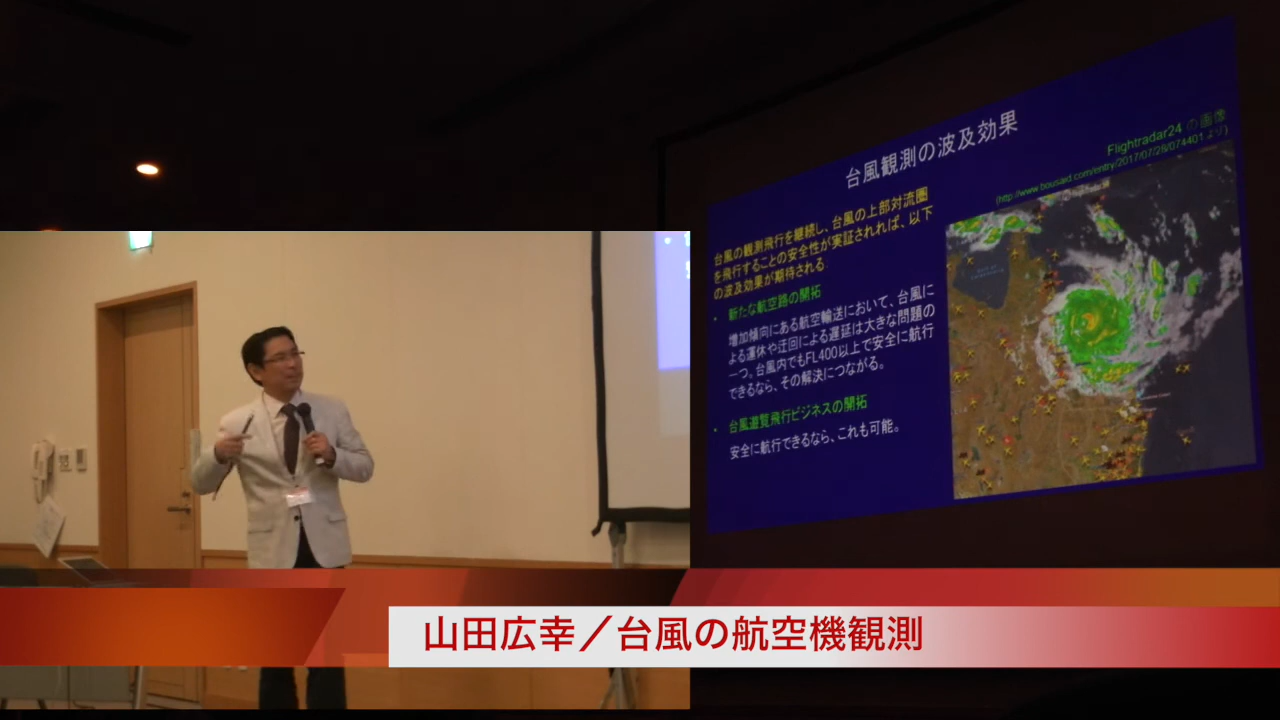 台風観測の波及効果
Flightradar24 の画像
(http://www.bousaid.com/entry/2017/07/28/074401 より)
台風の観測飛行を継続し、台風の上部対流圏
を飛行することの安全性が実証されれば、以下
の波及効果が期待される
• 新たな航空路の開拓
増加傾向にある航空輸送において、台風に
よる運休や迂回による遅延は大きな問題の
一つ。台風内でもFL400以上で安全に航行
できるなら、その解決につながる。
• 台風遊覧飛行ビジネスの開拓
安全に航行できるなら、これも可能。
山田広幸／台風の航空機観測